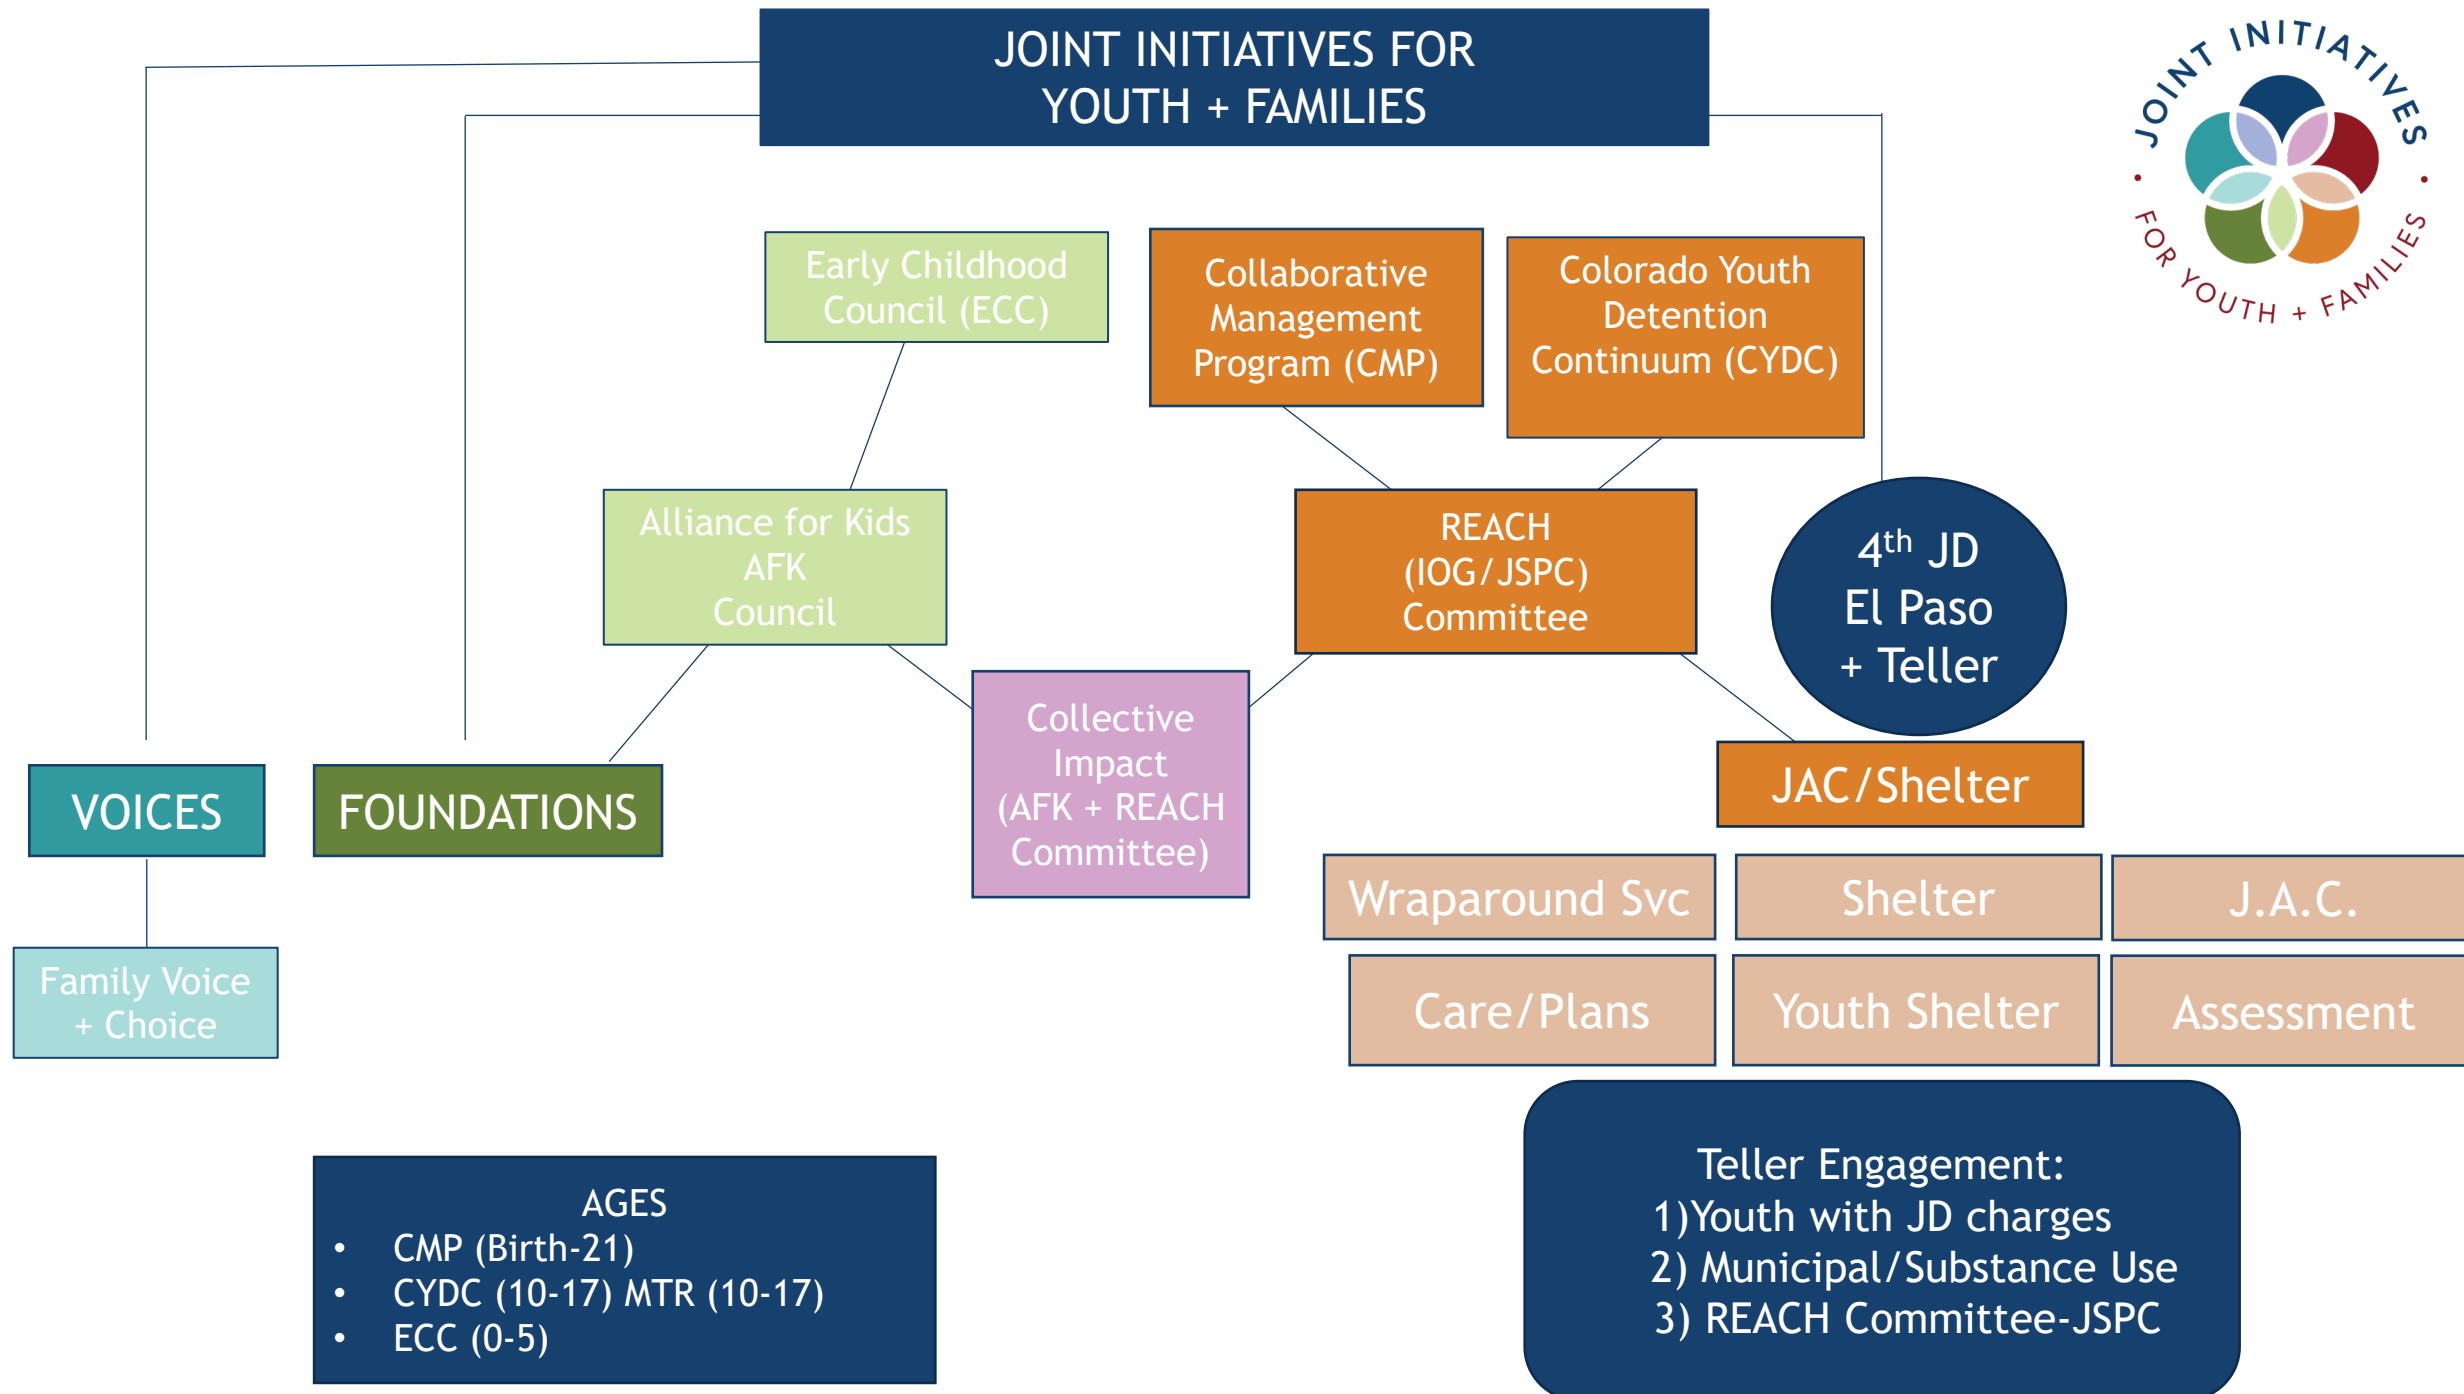 JOINT INITIATIVES FOR
YOUTH + FAMILIES
JOINT INITIATIVES
FOR YOUTH + FAMILIES
Early Childhood
Council (ECC)
Collaborative
Management
Program (CMP)
Colorado Youth
Detention
Continuum (CYDC)
Alliance for Kids
AFK
Council
REACH
(IOG/JSPC)
Committee
4th JD
El Paso
+ Teller
Collective
Impact
(AFK + REACH
Committee)
VOICES
FOUNDATIONS
JAC/Shelter
Wraparound Svc
Shelter
J.A.C.
Family Voice
+ Choice
Care/Plans
Youth Shelter
Assessment
AGES
• CMP (Birth-21)
• CYDC (10-17) MTR (10-17)
• ECC (0-5)
Teller Engagement:
1)Youth with JD charges
2) Municipal/Substance Use
3) REACH Committee-JSPC